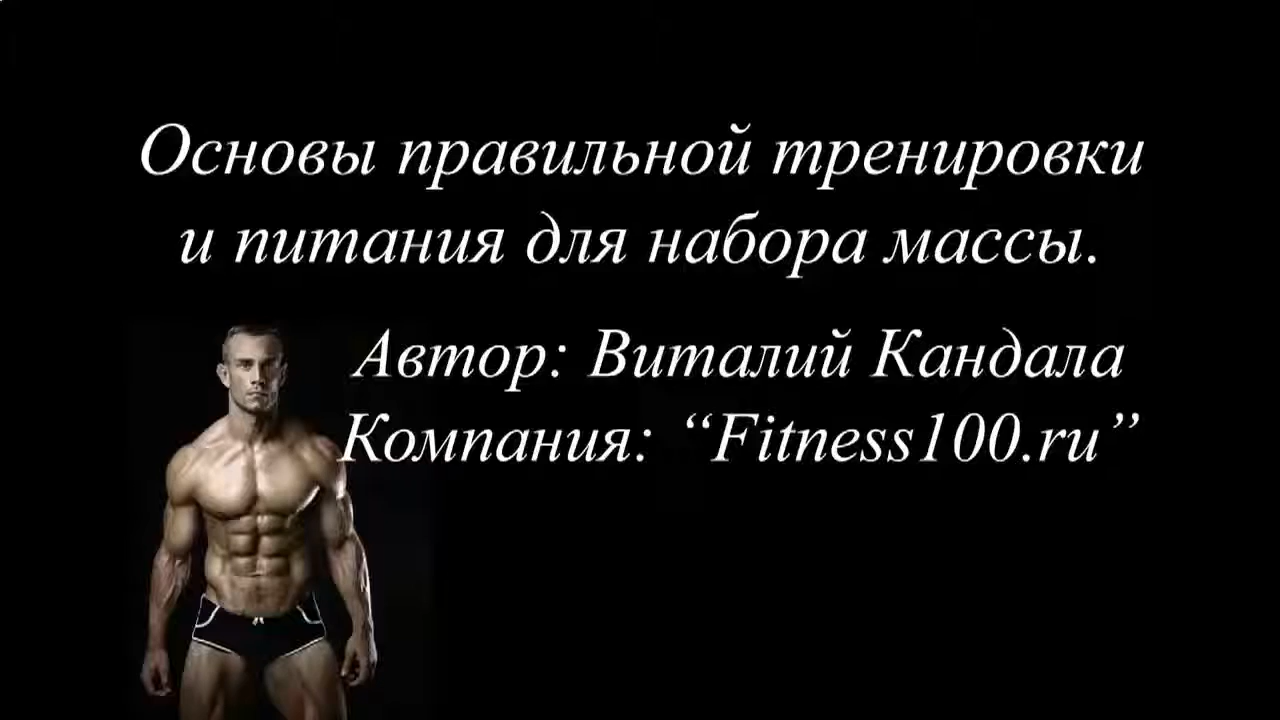 Основы правильной тренировки
и питания для набора массы.
Автор: Виталий Кандала
Компания: “Fitness100.ru”